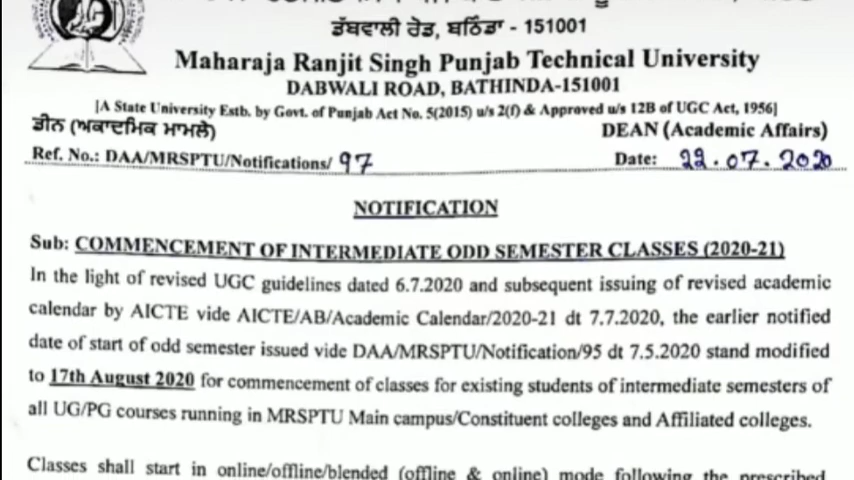 ਡੱਬਵਾਲੀ ਰੋਡ, ਬਠਿੰਡਾ - 151001
Maharaja Ranjit Singh Punjab Technical University
DABWALI ROAD, BATHINDA-151001
[A State University Estb. by Govt. of Punjab Act No. 5(2015) u/s 2(f) & Approved u/s 12B of UGC Act, 1956]
ਡੀਨ (ਅਕਾਦਮਿਕ ਮਾਮਲੇ) DEAN (Academic Affairs)
Ref. No.: DAA/MRSPTU/Notifications/ 97 Date: 22.07.2020
NOTIFICATION
Sub: COMMENCEMENT OF INTERMEDIATE ODD SEMESTER CLASSES (2020-21)
In the light of revised UGC guidelines dated 6.7.2020 and subsequent issuing of revised academic
calendar by AICTE vide AICTE/AB/Academic Calendar/2020-21 dt 7.7.2020, the earlier notified
date of start of odd semester issued vide DAA/MRSPTU/Notification/95 dt 7.5.2020 stand modified
to 17th August 2020 for commencement of classes for existing students of intermediate semesters of
all UG/PG courses running in MRSPTU Main campus/Constituent colleges and Affiliated colleges.
Classes shall start in online/offline/blended (offline & online) mode following the prescribed